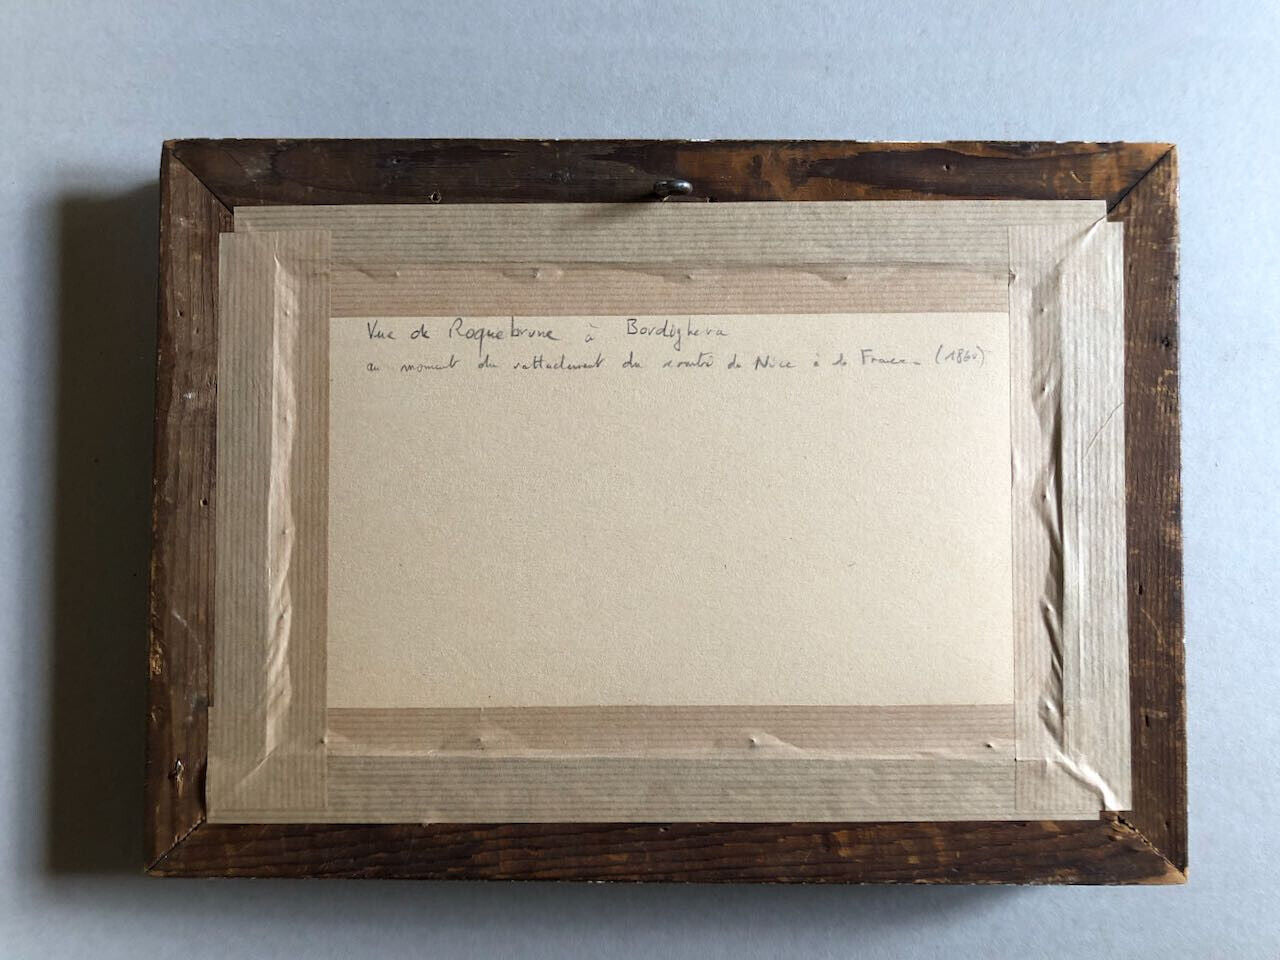 Vue de Roquebrune à Bordighera
au moment du rattachement du comté de Nice à la France (1860)